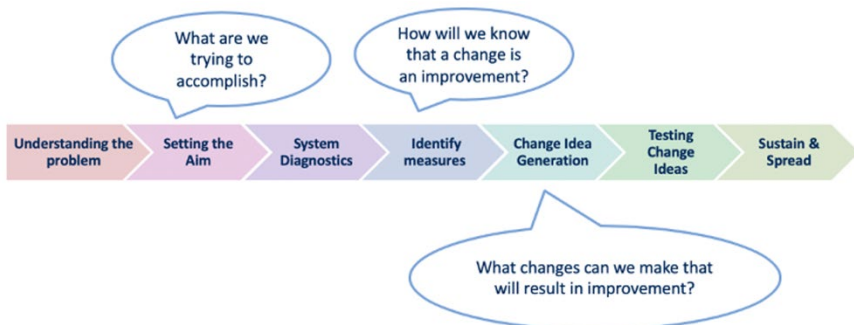 What are we
trying to
accomplish?
How will we know
that a change is
an improvement?
Understanding the
problem
Setting the
Aim
System
Diagnostics
Identify
measures
Change Idea
Generation
Testing
Change
Ideas
Sustain &
Spread
What changes can we make that
will result in improvement?